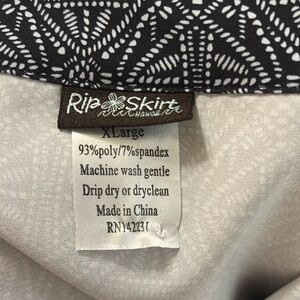 Rip Skirt
Hawaii
XLarge
93%poly/7%spandex
Machine wash gentle
Drip dry or dryclean
Made in China